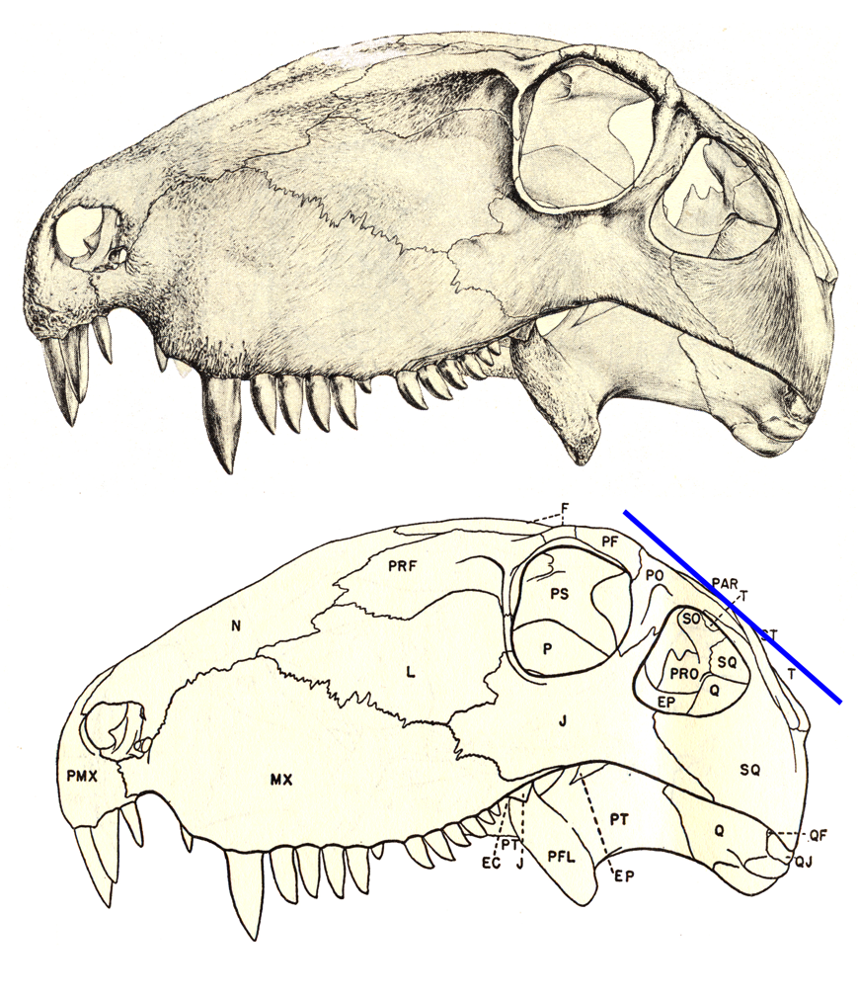 F
PF
PRF
PO
PAR
T
PS
SO
ST
N
P
SQ
L
PRO
T
Q
EP
J
PMX
MX
SQ
PT
Q
QF
PT
EC
J
PFL
EP
QJ